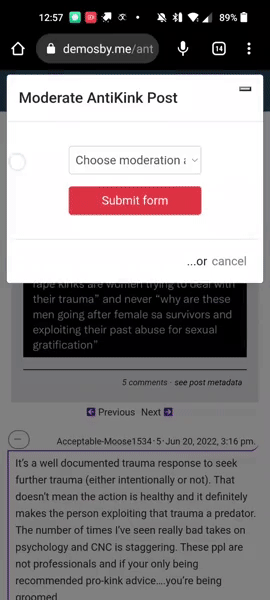 12:57
89%
demosby.me/ant
14
Moderate AntiKink Post
Choose moderation a
Submit form
...or cancel
rape kinks are women trying to deal with
their trauma" and never "why are these
men going after female sa survivors and
exploiting their past abuse for sexual
gratification"
5 comments · see post metadata
Previous Next
Acceptable-Moose1534 · 5 · Jun 20, 2022, 3:16 pm.
It's a well documented trauma response to seek
further trauma (either intentionally or not). That
doesn't mean the action is healthy and it definitely
makes the person exploiting that trauma a predator.
The number of times I've seen really bad takes on
psychology and CNC is staggering. These ppl are
not professionals and if your only being
recommended pro-kink advice....you're being
groomed